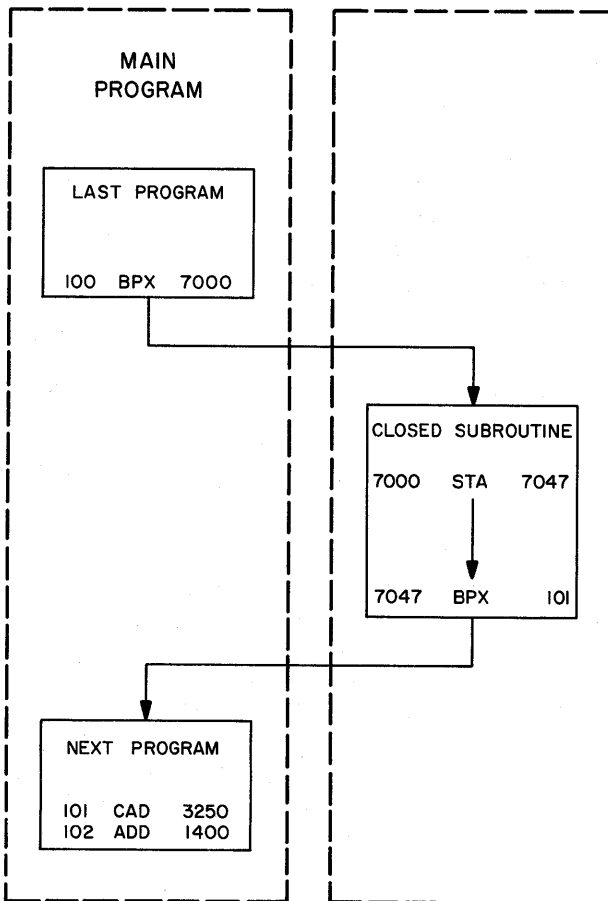 MAIN
PROGRAM
LAST PROGRAM
100 BPX 7000
CLOSED SUBROUTINE
7000 STA 7047
7047 BPX 101
NEXT PROGRAM
101 CAD 3250
102 ADD 1400